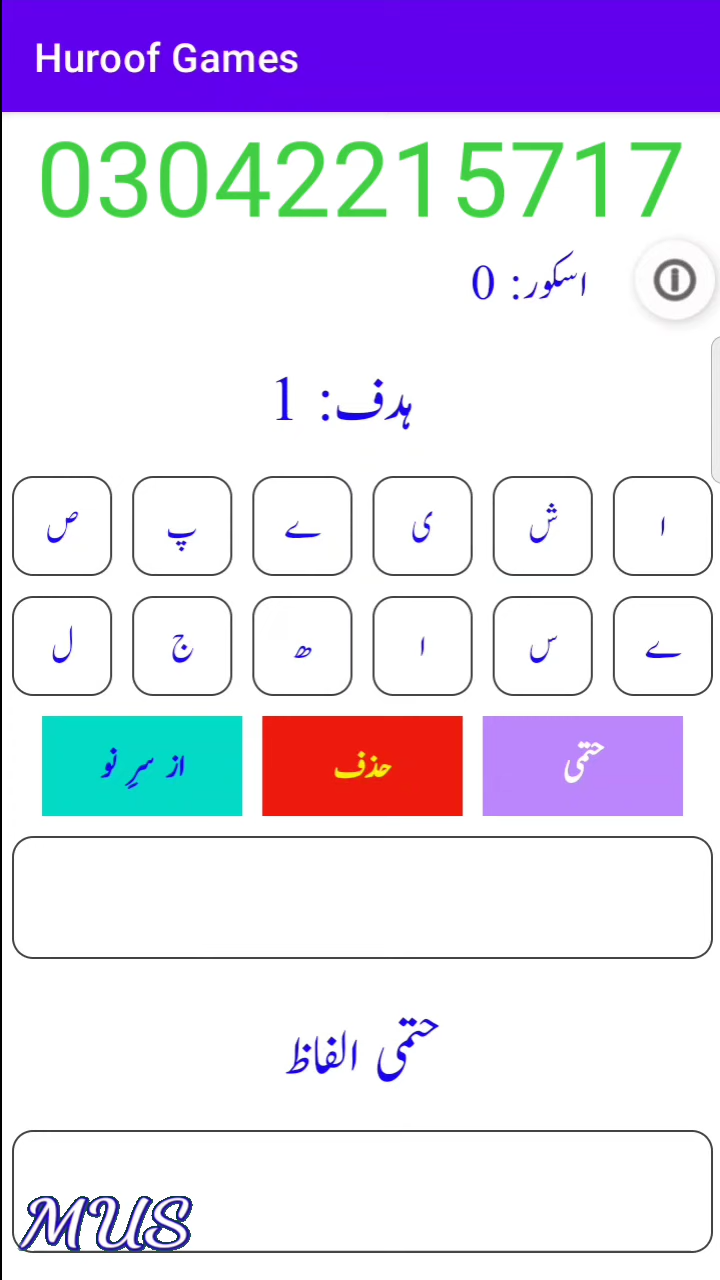 Huroof Games
03042215717
اسکور: 0
ہدف: 1
ا ش ی ے پ ص
ے س ا ھ ج ل
حتمی حذف از سرِ نو
حتمی الفاظ
MUS